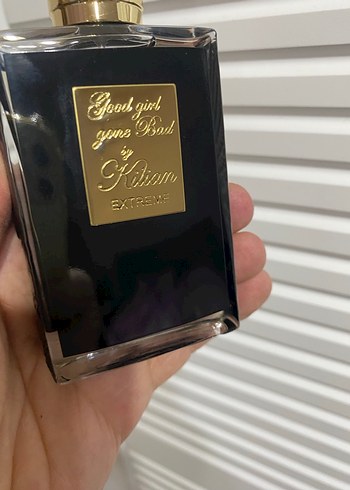 Good girl
gone Bad
by
Kilian
EXTREME